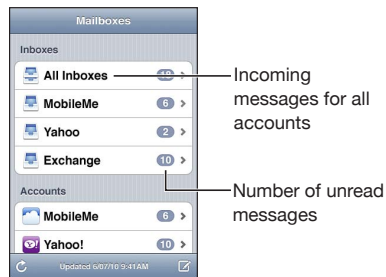 Mailboxes
Inboxes
All Inboxes
MobileMe 6
Yahoo 2
Exchange 10
Accounts
MobileMe 6
Yahoo! 10
Updated 6/07/10 9:41AM
Incoming
messages for all
accounts
Number of unread
messages